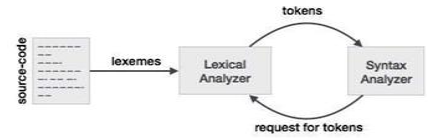 tokens
source-code
lexemes
Lexical
Analyzer
Syntax
Analyzer
request for tokens